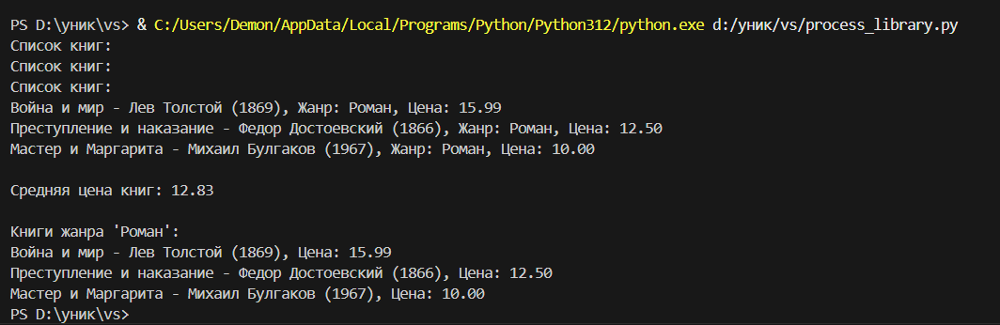 PS D:\уник\vs> & C:/Users/Demon/AppData/Local/Programs/Python/Python312/python.exe d:/уник/vs/process_library.py
Список книг:
Список книг:
Список книг:
Война и мир - Лев Толстой (1869), Жанр: Роман, Цена: 15.99
Преступление и наказание - Федор Достоевский (1866), Жанр: Роман, Цена: 12.50
Мастер и Маргарита - Михаил Булгаков (1967), Жанр: Роман, Цена: 10.00
Средняя цена книг: 12.83
Книги жанра 'Роман':
Война и мир - Лев Толстой (1869), Цена: 15.99
Преступление и наказание - Федор Достоевский (1866), Цена: 12.50
Мастер и Маргарита - Михаил Булгаков (1967), Цена: 10.00
PS D:\уник\vs>